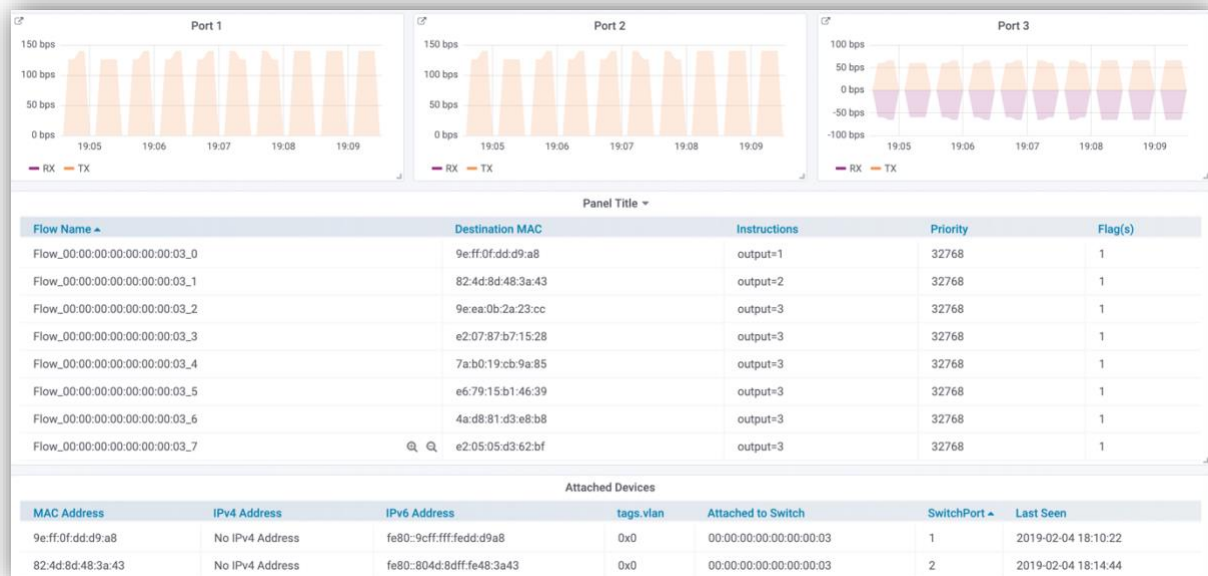 Port 1
150 bps
100 bps
50 bps
0 bps
19:05 19:06 19:07 19:08 19:09
RX TX
Port 2
150 bps
100 bps
50 bps
0 bps
19:05 19:06 19:07 19:08 19:09
RX TX
Port 3
100 bps
50 bps
0 bps
-50 bps
-100 bps
19:05 19:06 19:07 19:08 19:09
RX TX
Panel Title
Flow Name Destination MAC Instructions Priority Flag(s)
Flow_00:00:00:00:00:00:00:03_0 9e:ff:0f:dd:d9:a8 output=1 32768 1
Flow_00:00:00:00:00:00:00:03_1 82:4d:8d:48:3a:43 output=2 32768 1
Flow_00:00:00:00:00:00:00:03_2 9e:ea:0b:2a:23:cc output=3 32768 1
Flow_00:00:00:00:00:00:00:03_3 e2:07:87:b7:15:28 output=3 32768 1
Flow_00:00:00:00:00:00:00:03_4 7a:b0:19:cb:9a:85 output=3 32768 1
Flow_00:00:00:00:00:00:00:03_5 e6:79:15:b1:46:39 output=3 32768 1
Flow_00:00:00:00:00:00:00:03_6 4a:d8:81:d3:e8:b8 output=3 32768 1
Flow_00:00:00:00:00:00:00:03_7 e2:05:05:d3:62:bf output=3 32768 1
Attached Devices
MAC Address IPv4 Address IPv6 Address tags.vlan Attached to Switch SwitchPort Last Seen
9e:ff:0f:dd:d9:a8 No IPv4 Address fe80::9cff:fff:fedd:d9a8 0x0 00:00:00:00:00:00:00:03 1 2019-02-04 18:10:22
82:4d:8d:48:3a:43 No IPv4 Address fe80::804d:8dff:fe48:3a43 0x0 00:00:00:00:00:00:00:03 2 2019-02-04 18:14:44